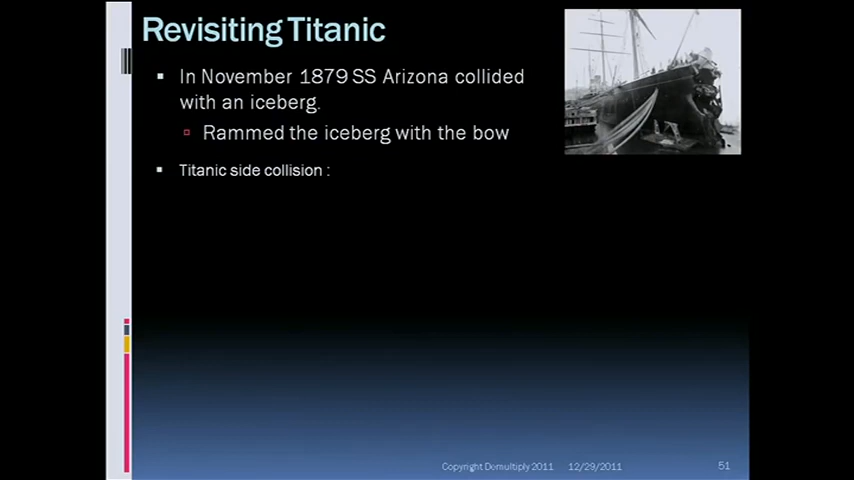 Revisiting Titanic
In November 1879 SS Arizona collided
with an iceberg.
Rammed the iceberg with the bow
Titanic side collision :
Copyright Domultiply 2011 12/29/2011 51